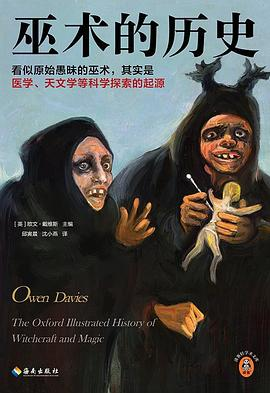 巫术的历史
看似原始愚昧的巫术，其实是
医学、天文学等科学探索的起源
[英] 欧文·戴维斯 主编
邱寅晨 沈小燕 译
Owen Davies
The Oxford Illustrated History of
Witchcraft and Magic
海南出版社